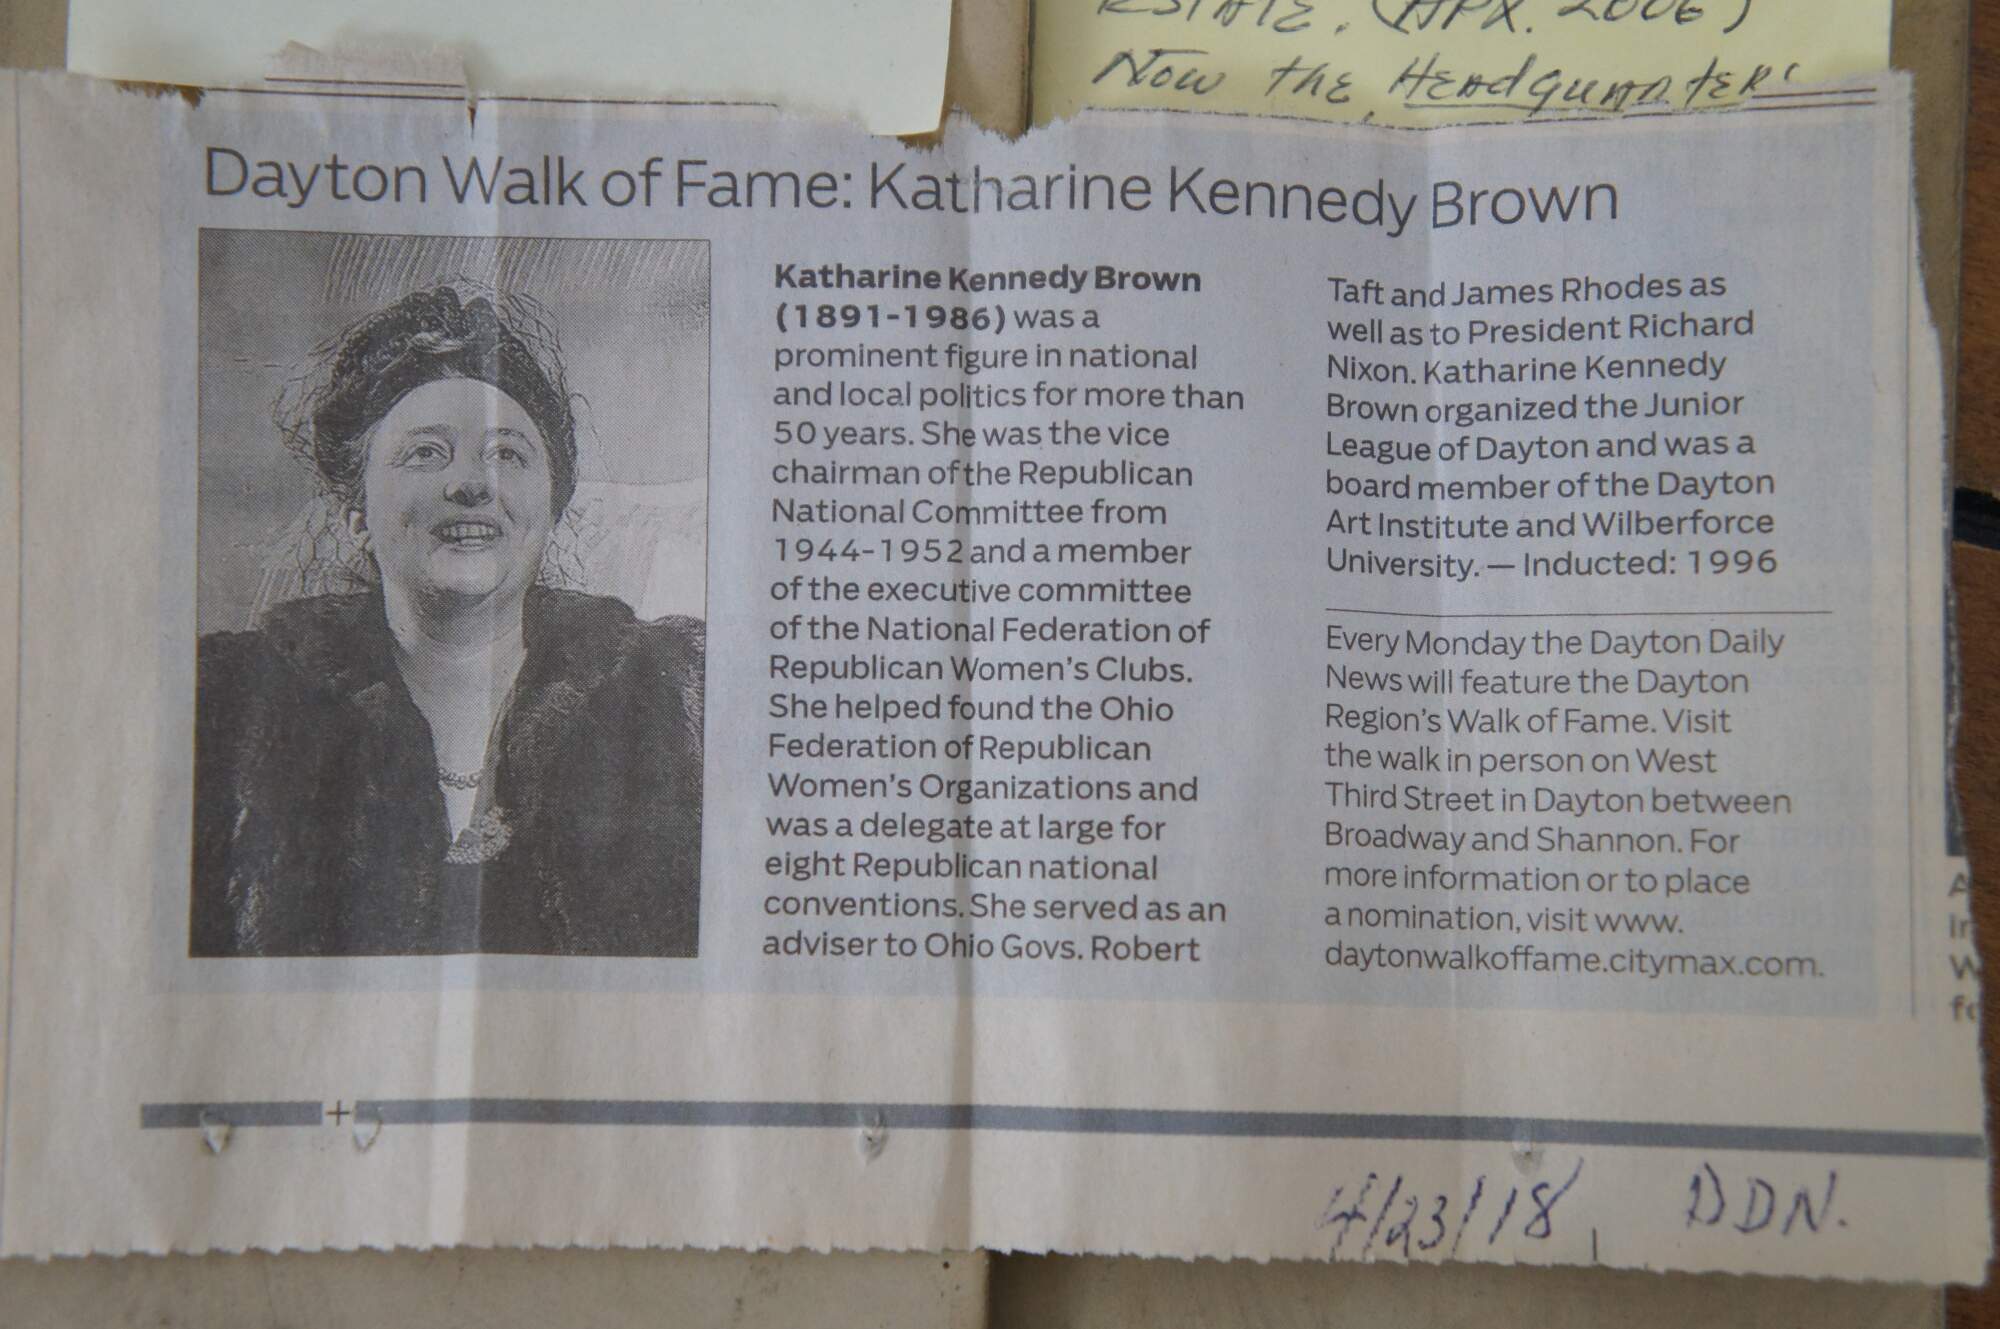 ESTATE. (APX. 2006)
Now the Headquarters
Dayton Walk of Fame: Katharine Kennedy Brown
Katharine Kennedy Brown
(1891-1986) was a
prominent figure in national
and local politics for more than
50 years. She was the vice
chairman of the Republican
National Committee from
1944-1952 and a member
of the executive committee
of the National Federation of
Republican Women's Clubs.
She helped found the Ohio
Federation of Republican
Women's Organizations and
was a delegate at large for
eight Republican national
conventions. She served as an
adviser to Ohio Govs. Robert
Taft and James Rhodes as
well as to President Richard
Nixon. Katharine Kennedy
Brown organized the Junior
League of Dayton and was a
board member of the Dayton
Art Institute and Wilberforce
University. — Inducted: 1996
Every Monday the Dayton Daily
News will feature the Dayton
Region's Walk of Fame. Visit
the walk in person on West
Third Street in Dayton between
Broadway and Shannon. For
more information or to place
a nomination, visit www.
daytonwalkoffame.citymax.com.
4/23/18, DDN.